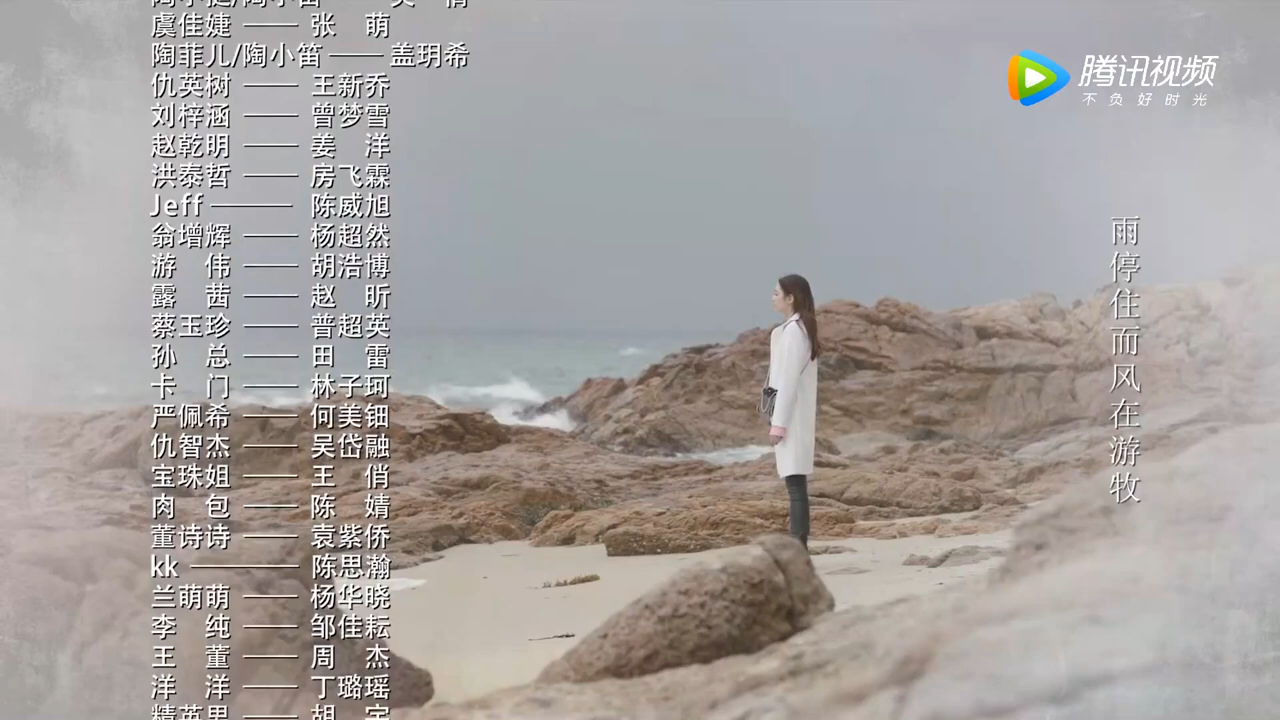 虞佳婕 —— 张　萌
陶菲儿/陶小笛 —— 盖玥希
仇英树 —— 王新乔
刘梓涵 —— 曾梦雪
赵乾明 —— 姜　洋
洪泰哲 —— 房飞霖
Jeff ——— 陈威旭
翁增辉 —— 杨超然
游　伟 —— 胡浩博
露　茜 —— 赵　昕
蔡玉珍 —— 普超英
孙　总 —— 田　雷
卡　门 —— 林子珂
严佩希 —— 何美钿
仇智杰 —— 吴岱融
宝珠姐 —— 王　俏
肉　包 —— 陈　婧
董诗诗 —— 袁紫侨
kk ———— 陈思瀚
兰萌萌 —— 杨华晓
李　纯 —— 邹佳耘
王　董 —— 周　杰
洋　洋 —— 丁璐瑶
腾讯视频
不负好时光
雨停住而风在游牧